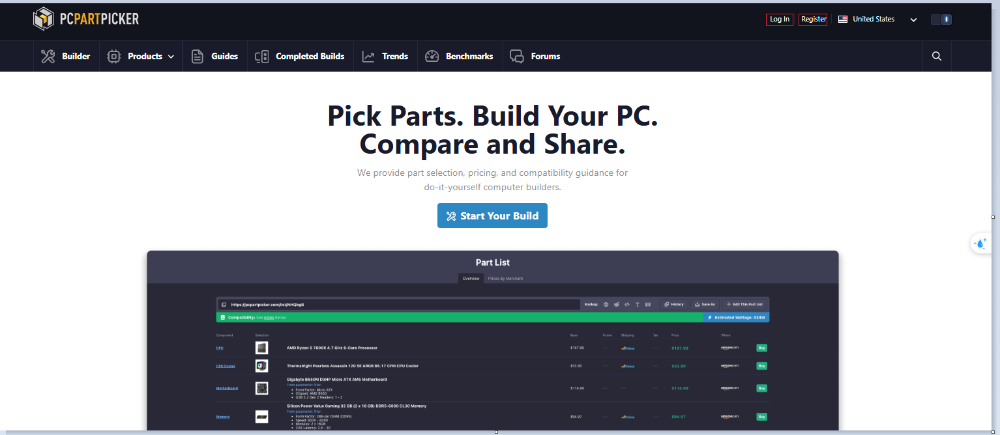 PCPARTPICKER
Log In Register United States
Builder Products Guides Completed Builds Trends Benchmarks Forums
Pick Parts. Build Your PC.
Compare and Share.
We provide part selection, pricing, and compatibility guidance for
do-it-yourself computer builders.
Start Your Build
Part List
Overview Prices By Merchant
https://pcpartpicker.com/list/NHQbgB Markup: T BB History Save As Edit This Part List
Compatibility: See notes below. Estimated Wattage: 434W
Component Selection Base Promo Shipping Tax Price Where
CPU AMD Ryzen 5 7600X 4.7 GHz 6-Core Processor $197.99 — Prime — $197.99 amazon.com Buy
CPU Cooler Thermalright Peerless Assassin 120 SE ARGB 66.17 CFM CPU Cooler $33.90 — Prime — $33.90 amazon.com Buy
Gigabyte B650M D3HP Micro ATX AM5 Motherboard
From parametric filter:
Motherboard • Form Factor: Micro ATX $114.99 — — — $114.99 amazon.com Buy
• Chipset: AMD B650
• USB 3.2 Gen 2 Headers: 1 - 2
Silicon Power Value Gaming 32 GB (2 x 16 GB) DDR5-6000 CL30 Memory
From parametric filter:
Memory • Form Factor: 288-pin DIMM (DDR5) $94.97 — Prime — $94.97 amazon.com Buy
• Speed: 6000 - 8000
• Modules: 2 x 16GB
• CAS Latency: 2.5 - 30